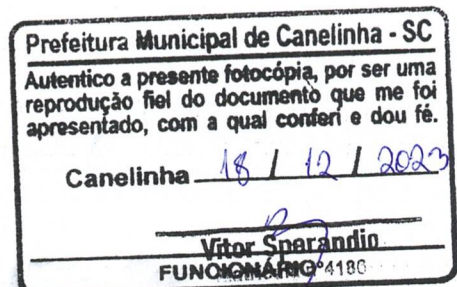 Prefeitura Municipal de Canelinha - SC
Autentico a presente fotocópia, por ser uma
reprodução fiel do documento que me foi
apresentado, com a qual conferi e dou fé.
Canelinha 18 / 12 / 2023
Vitor Sparandio
FUNCIONÁRIO
4186